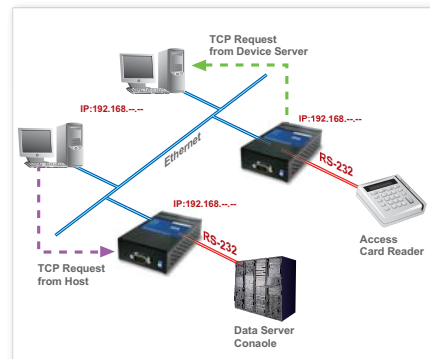 TCP Request
from Device Server
IP:192.168.--.--
IP:192.168.--.--
Ethernet
RS-232
IP:192.168.--.--
RS-232
Access
Card Reader
TCP Request
from Host
Data Server
Conaole